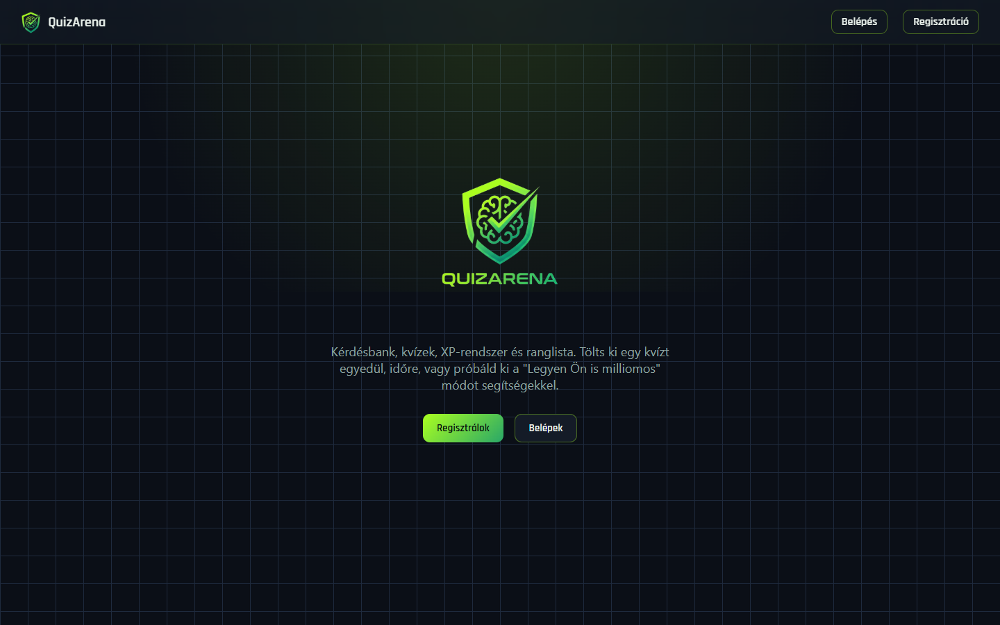 QuizArena
Belépés
Regisztráció
QUIZARENA
Kérdésbank, kvízek, XP-rendszer és ranglista. Tölts ki egy kvízt
egyedül, időre, vagy próbáld ki a "Legyen Ön is milliomos"
módot segítségekkel.
Regisztrálok
Belépek